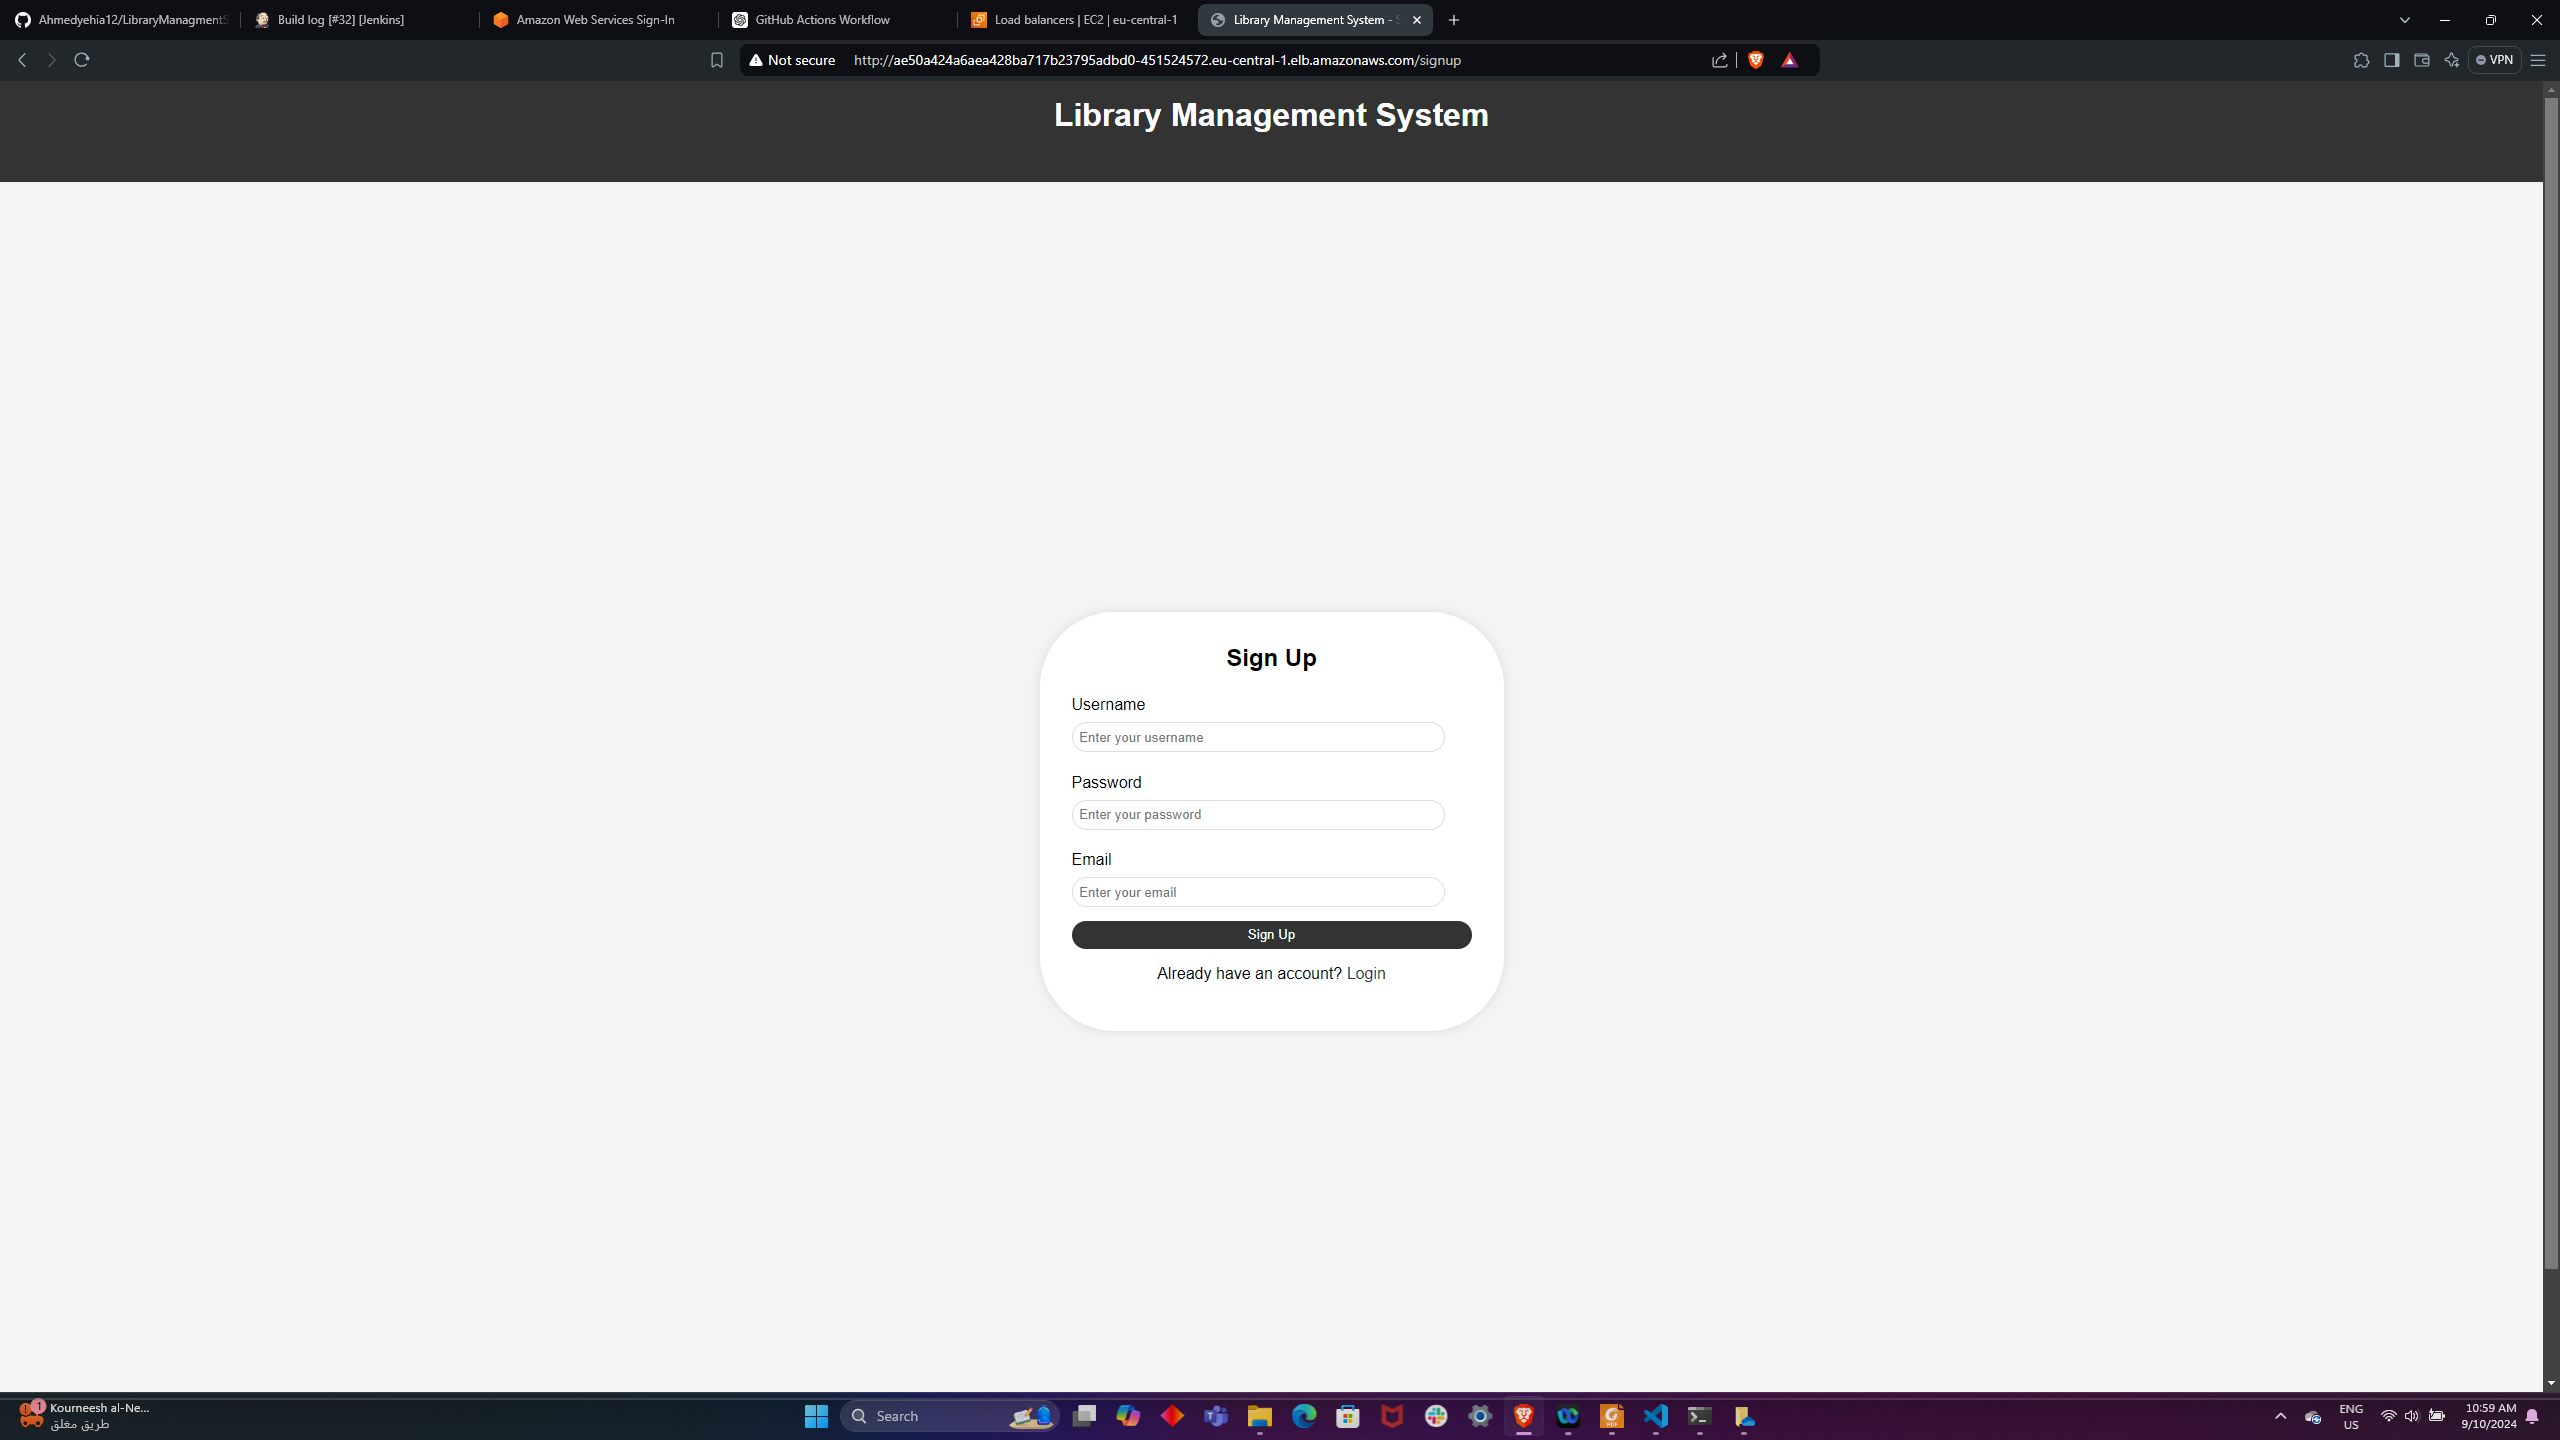 Ahmedyehia12/LibraryManagmentS
Build log [#32] [Jenkins]
Amazon Web Services Sign-In
GitHub Actions Workflow
Load balancers | EC2 | eu-central-1
Library Management System - S
Not secure http://ae50a424a6aea428ba717b23795adbd0-451524572.eu-central-1.elb.amazonaws.com/signup
VPN
Library Management System
Sign Up
Username
Enter your username
Password
Enter your password
Email
Enter your email
Sign Up
Already have an account? Login
1
Kourneesh al-Ne...
طريق مغلق
Search
PDF
ENG
US
10:59 AM
9/10/2024